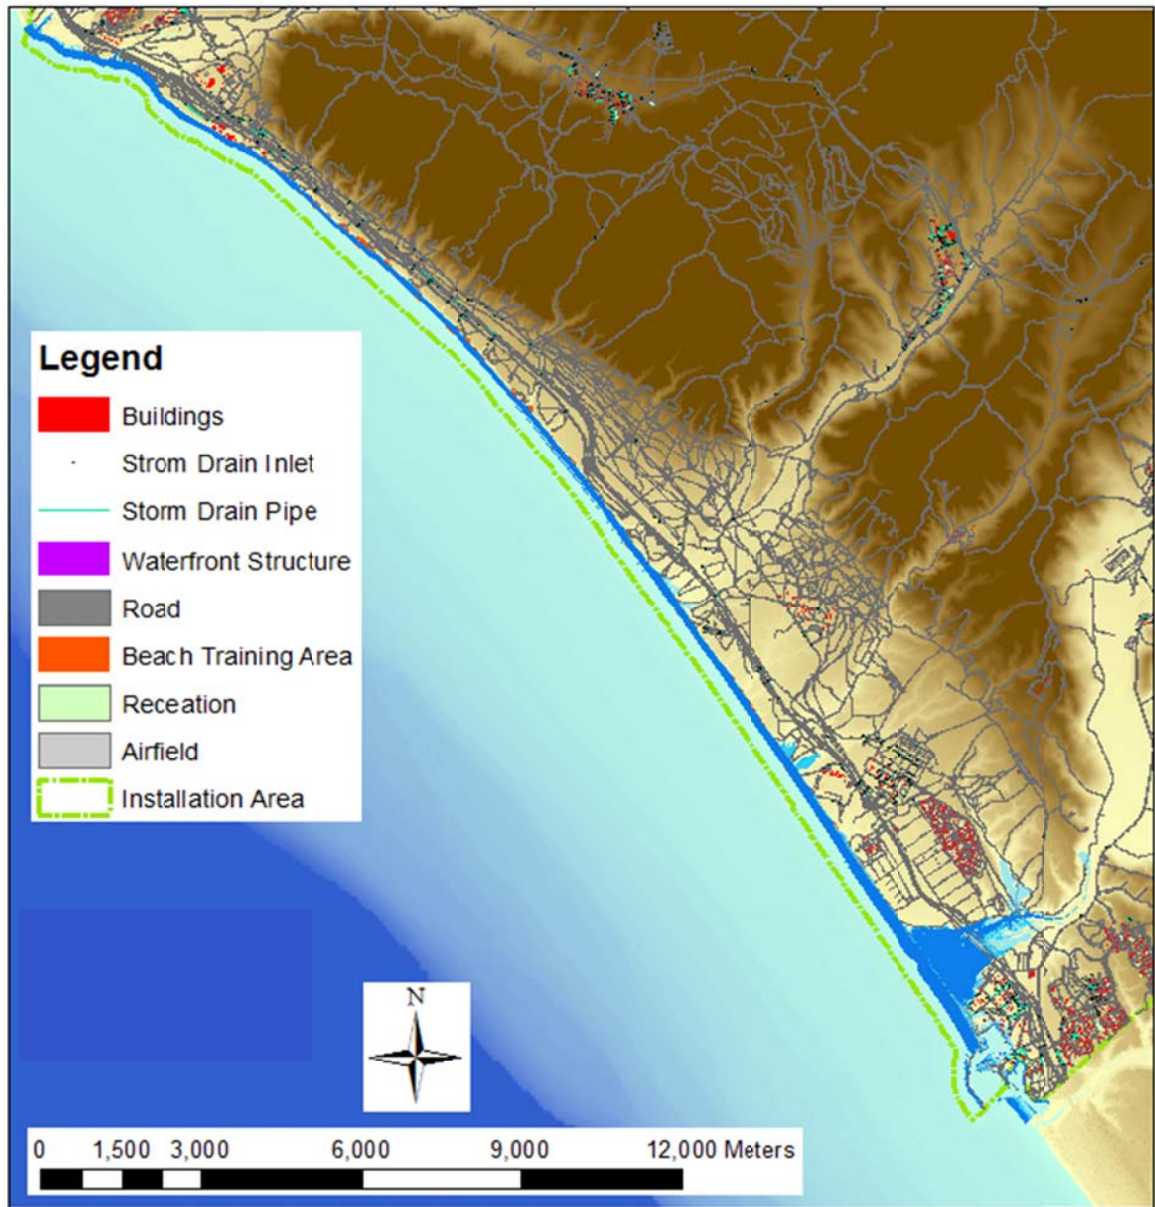 Legend
Buildings
Strom Drain Inlet
Storm Drain Pipe
Waterfront Structure
Road
Beach Training Area
Receation
Airfield
Installation Area
N
0 1,500 3,000 6,000 9,000 12,000 Meters